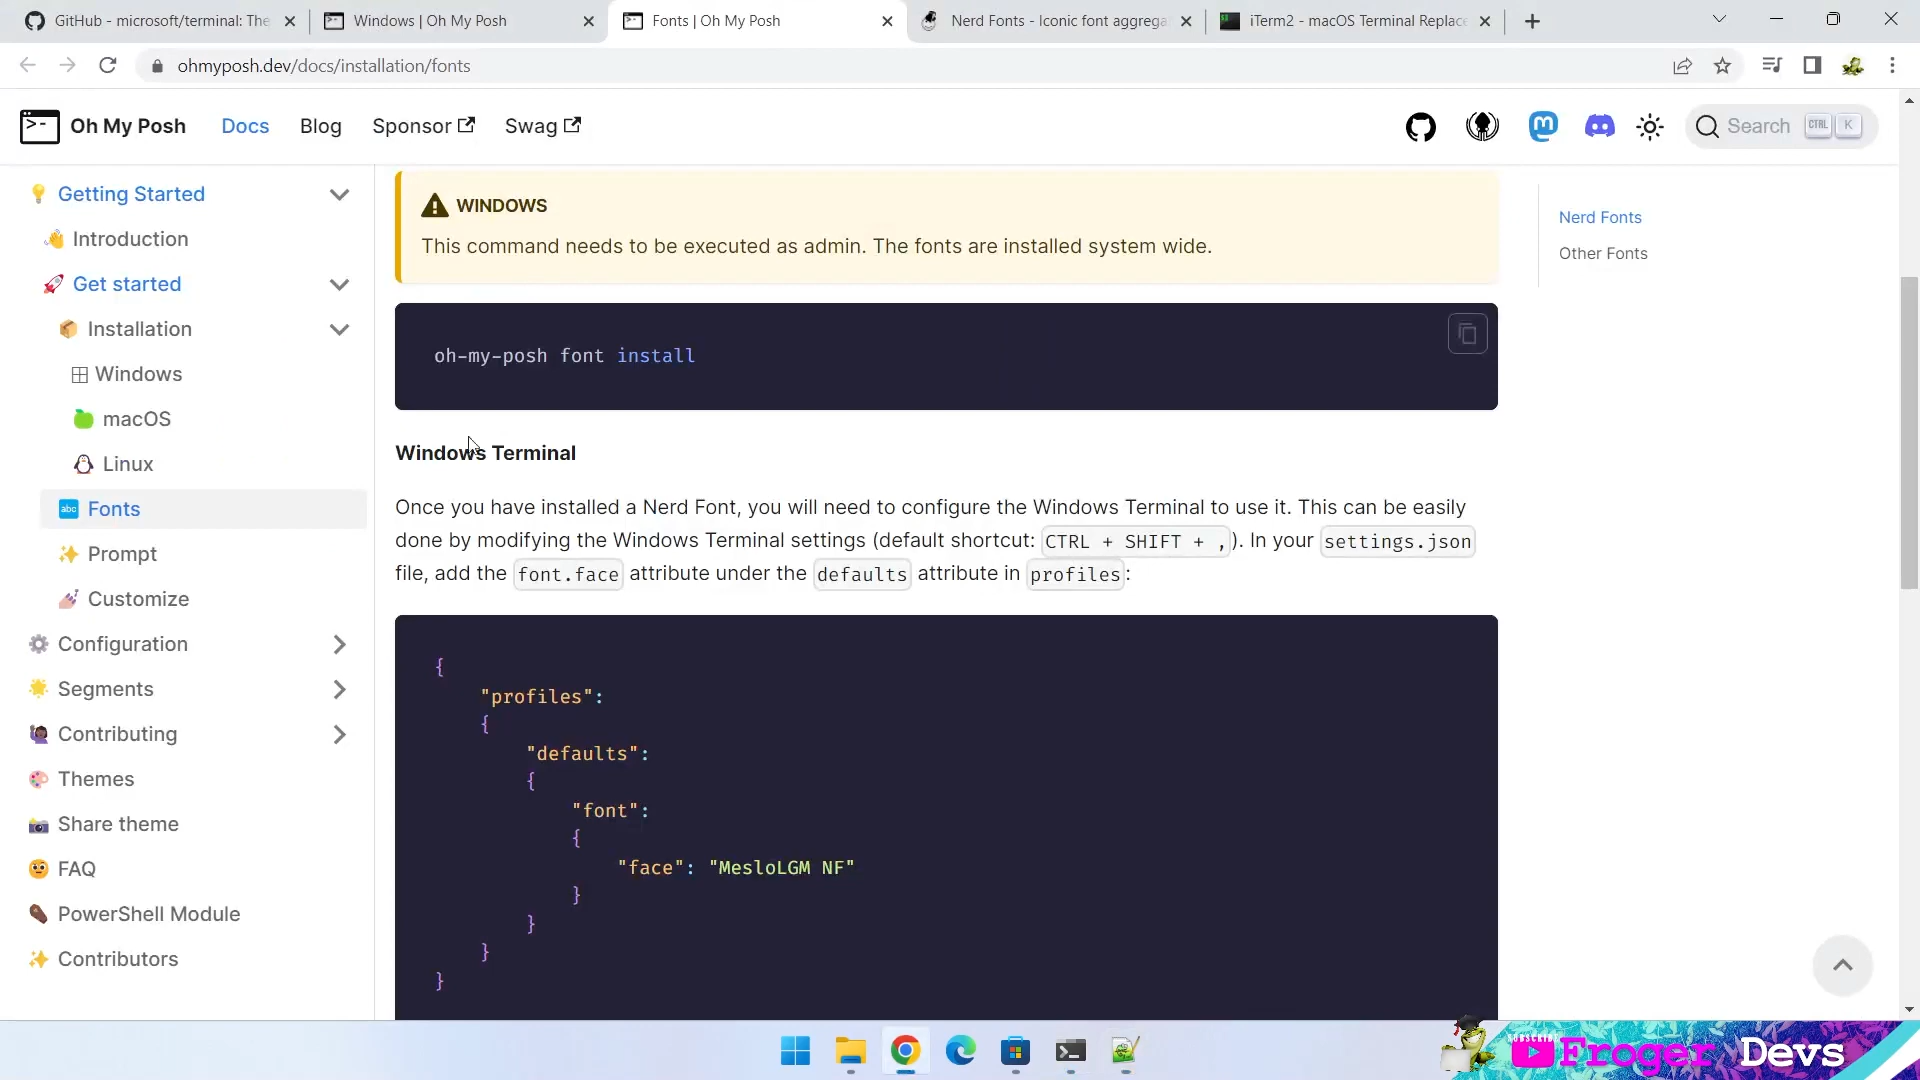 GitHub - microsoft/terminal: The
Windows | Oh My Posh
Fonts | Oh My Posh
Nerd Fonts - Iconic font aggrega
iTerm2 - macOS Terminal Replace
ohmyposh.dev/docs/installation/fonts
Oh My Posh
Docs
Blog
Sponsor
Swag
Search
CTRL
K
Getting Started
Introduction
Get started
Installation
Windows
macOS
Linux
abc
Fonts
Prompt
Customize
Configuration
Segments
Contributing
Themes
Share theme
FAQ
PowerShell Module
Contributors
WINDOWS
This command needs to be executed as admin. The fonts are installed system wide.
oh-my-posh font install
Windows Terminal
Once you have installed a Nerd Font, you will need to configure the Windows Terminal to use it. This can be easily
done by modifying the Windows Terminal settings (default shortcut: CTRL + SHIFT + ,). In your settings.json
file, add the font.face attribute under the defaults attribute in profiles:
{
"profiles":
{
"defaults":
{
"font":
{
"face": "MesloLGM NF"
}
}
}
}
Nerd Fonts
Other Fonts
SUBSCRIBE
Froger Devs